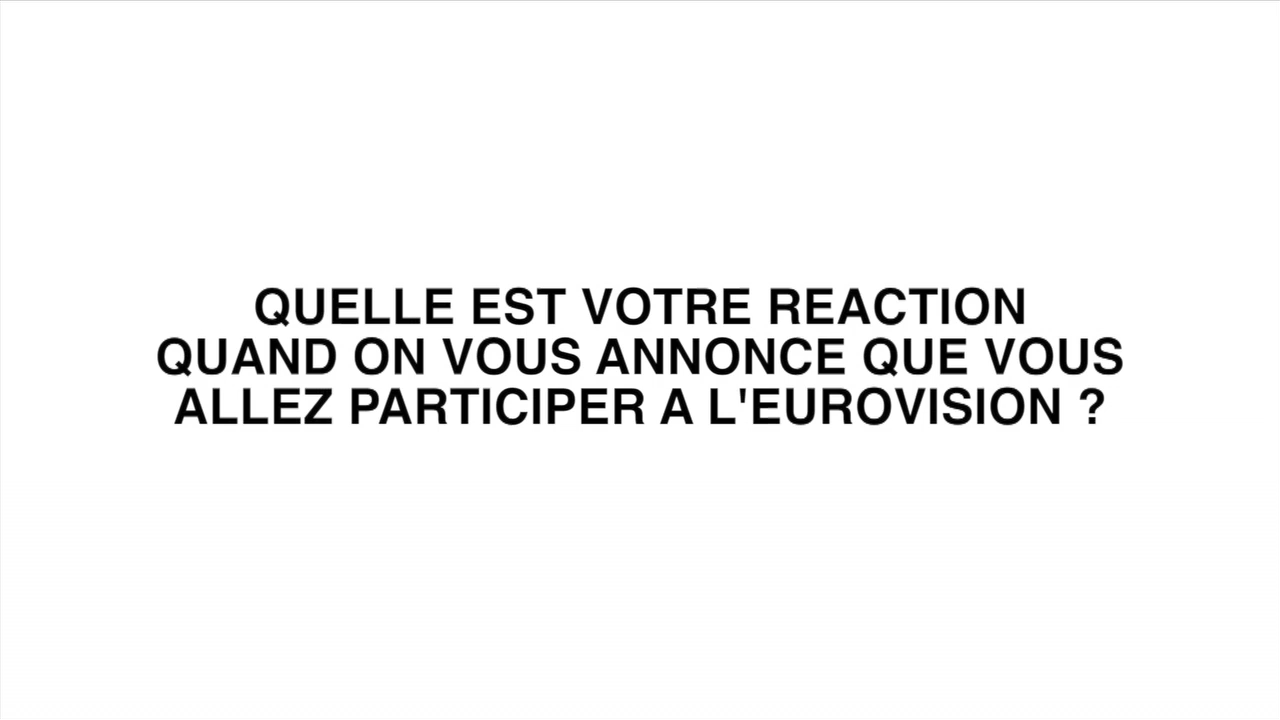 QUELLE EST VOTRE REACTION
QUAND ON VOUS ANNONCE QUE VOUS
ALLEZ PARTICIPER A L'EUROVISION ?